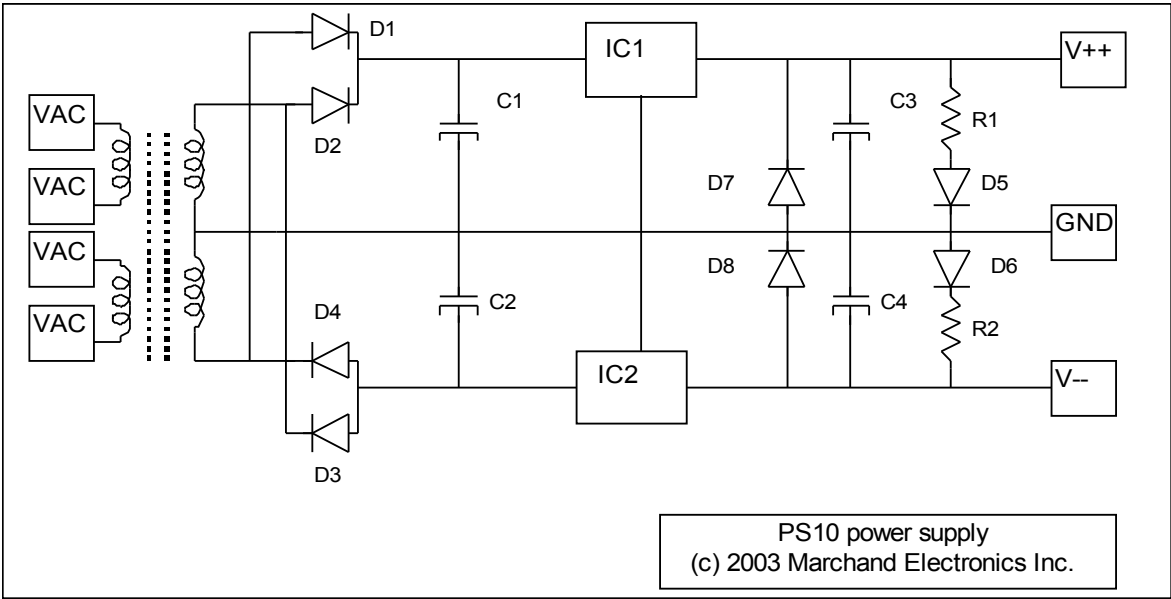 D1
IC1
V++
VAC
C1
C3
R1
D2
VAC
D7
D5
GND
VAC
D8
D6
C2
C4
D4
VAC
R2
IC2
V--
D3
PS10 power supply
(c) 2003 Marchand Electronics Inc.